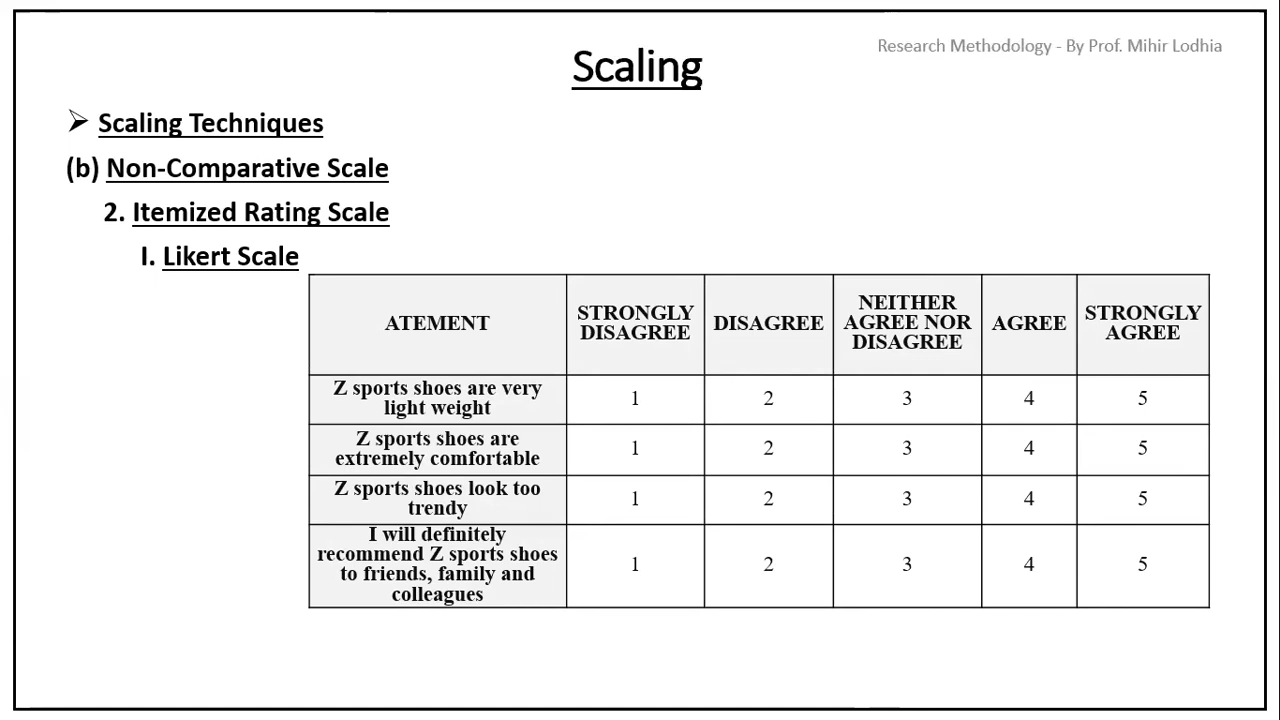 Research Methodology - By Prof. Mihir Lodhia
Scaling
➢ Scaling Techniques
(b) Non-Comparative Scale
2. Itemized Rating Scale
I. Likert Scale
ATEMENT
STRONGLY
DISAGREE
DISAGREE
NEITHER
AGREE NOR
DISAGREE
AGREE
STRONGLY
AGREE
Z sports shoes are very
light weight
1 2 3 4 5
Z sports shoes are
extremely comfortable
1 2 3 4 5
Z sports shoes look too
trendy
1 2 3 4 5
I will definitely
recommend Z sports shoes
to friends, family and
colleagues
1 2 3 4 5